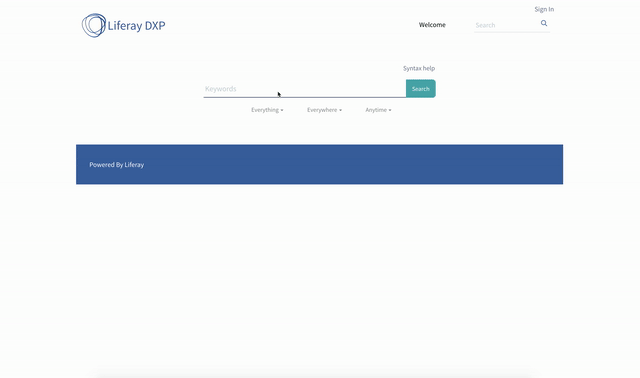 Sign In
Liferay DXP
Welcome
Search
Syntax help
Keywords
Search
Everything
Everywhere
Anytime
Powered By Liferay